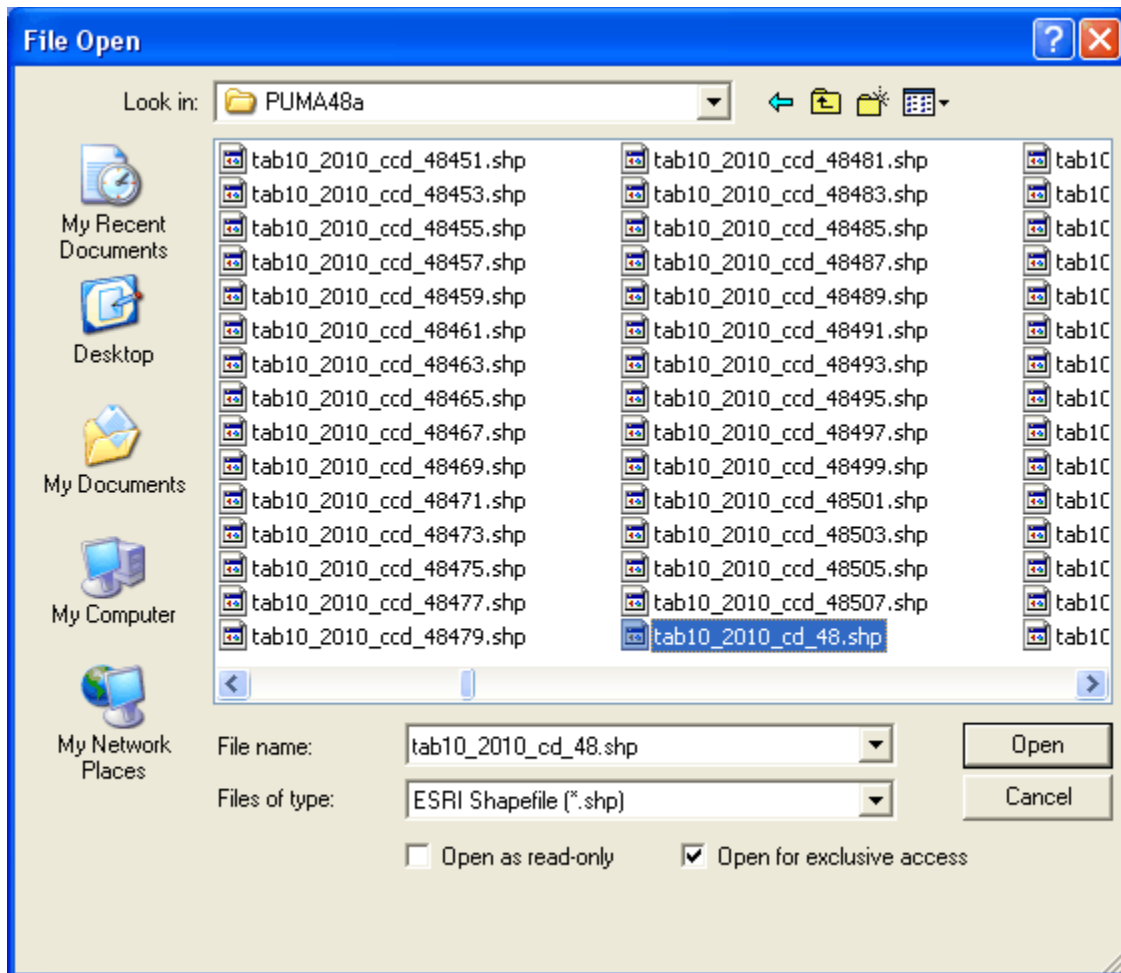 File Open
Look in:
PUMA48a
My Recent
Documents
Desktop
My Documents
My Computer
My Network
Places
tab10_2010_ccd_48451.shp
tab10_2010_ccd_48453.shp
tab10_2010_ccd_48455.shp
tab10_2010_ccd_48457.shp
tab10_2010_ccd_48459.shp
tab10_2010_ccd_48461.shp
tab10_2010_ccd_48463.shp
tab10_2010_ccd_48465.shp
tab10_2010_ccd_48467.shp
tab10_2010_ccd_48469.shp
tab10_2010_ccd_48471.shp
tab10_2010_ccd_48473.shp
tab10_2010_ccd_48475.shp
tab10_2010_ccd_48477.shp
tab10_2010_ccd_48479.shp
tab10_2010_ccd_48481.shp
tab10_2010_ccd_48483.shp
tab10_2010_ccd_48485.shp
tab10_2010_ccd_48487.shp
tab10_2010_ccd_48489.shp
tab10_2010_ccd_48491.shp
tab10_2010_ccd_48493.shp
tab10_2010_ccd_48495.shp
tab10_2010_ccd_48497.shp
tab10_2010_ccd_48499.shp
tab10_2010_ccd_48501.shp
tab10_2010_ccd_48503.shp
tab10_2010_ccd_48505.shp
tab10_2010_ccd_48507.shp
tab10_2010_cd_48.shp
File name:
tab10_2010_cd_48.shp
Open
Files of type:
ESRI Shapefile (*.shp)
Cancel
Open as read-only
Open for exclusive access